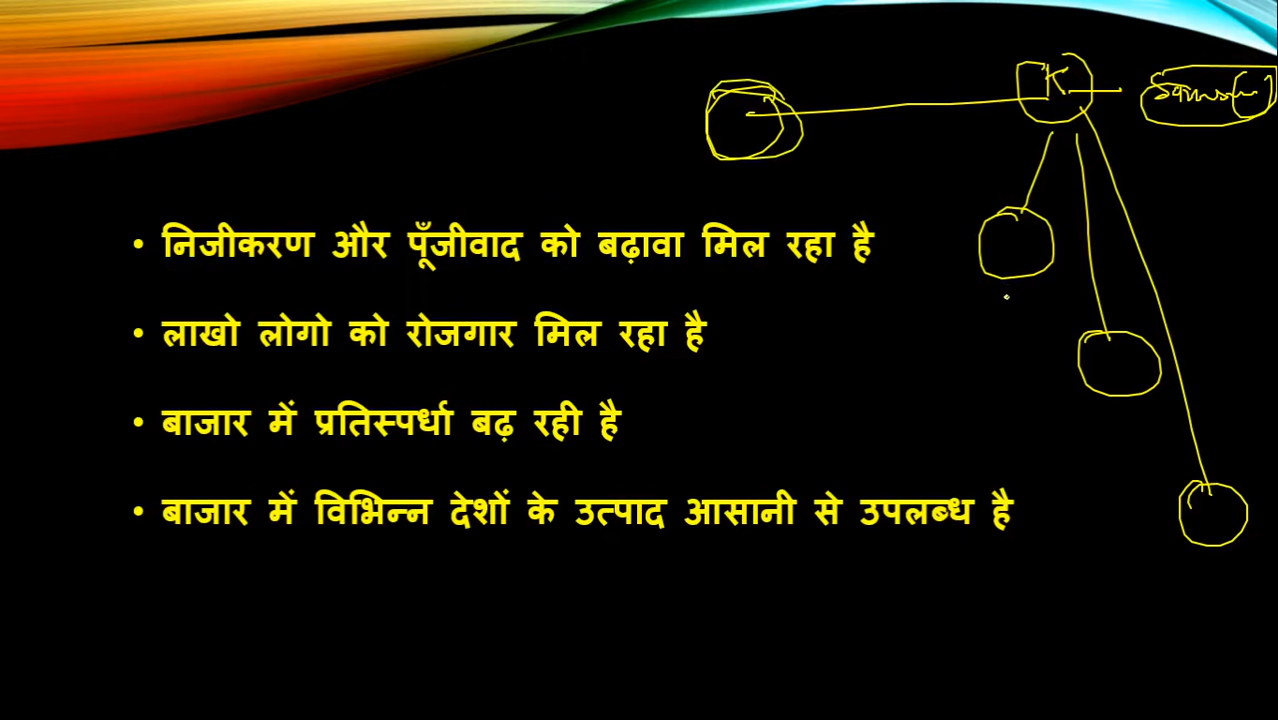 K
• निजीकरण और पूँजीवाद को बढ़ावा मिल रहा है
• लाखो लोगो को रोजगार मिल रहा है
• बाजार में प्रतिस्पर्धा बढ़ रही है
• बाजार में विभिन्न देशों के उत्पाद आसानी से उपलब्ध है